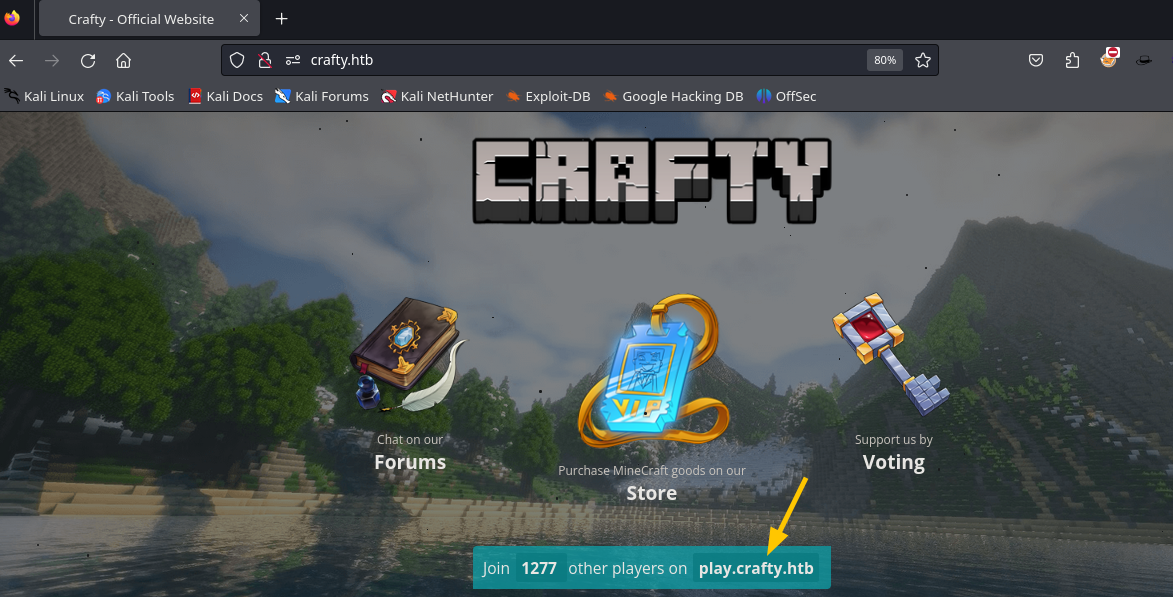 Crafty - Official Website
crafty.htb
80%
Kali Linux Kali Tools Kali Docs Kali Forums Kali NetHunter Exploit-DB Google Hacking DB OffSec
CRAFTY
VIP
Chat on our
Forums
Purchase MineCraft goods on our
Store
Support us by
Voting
Join 1277 other players on play.crafty.htb